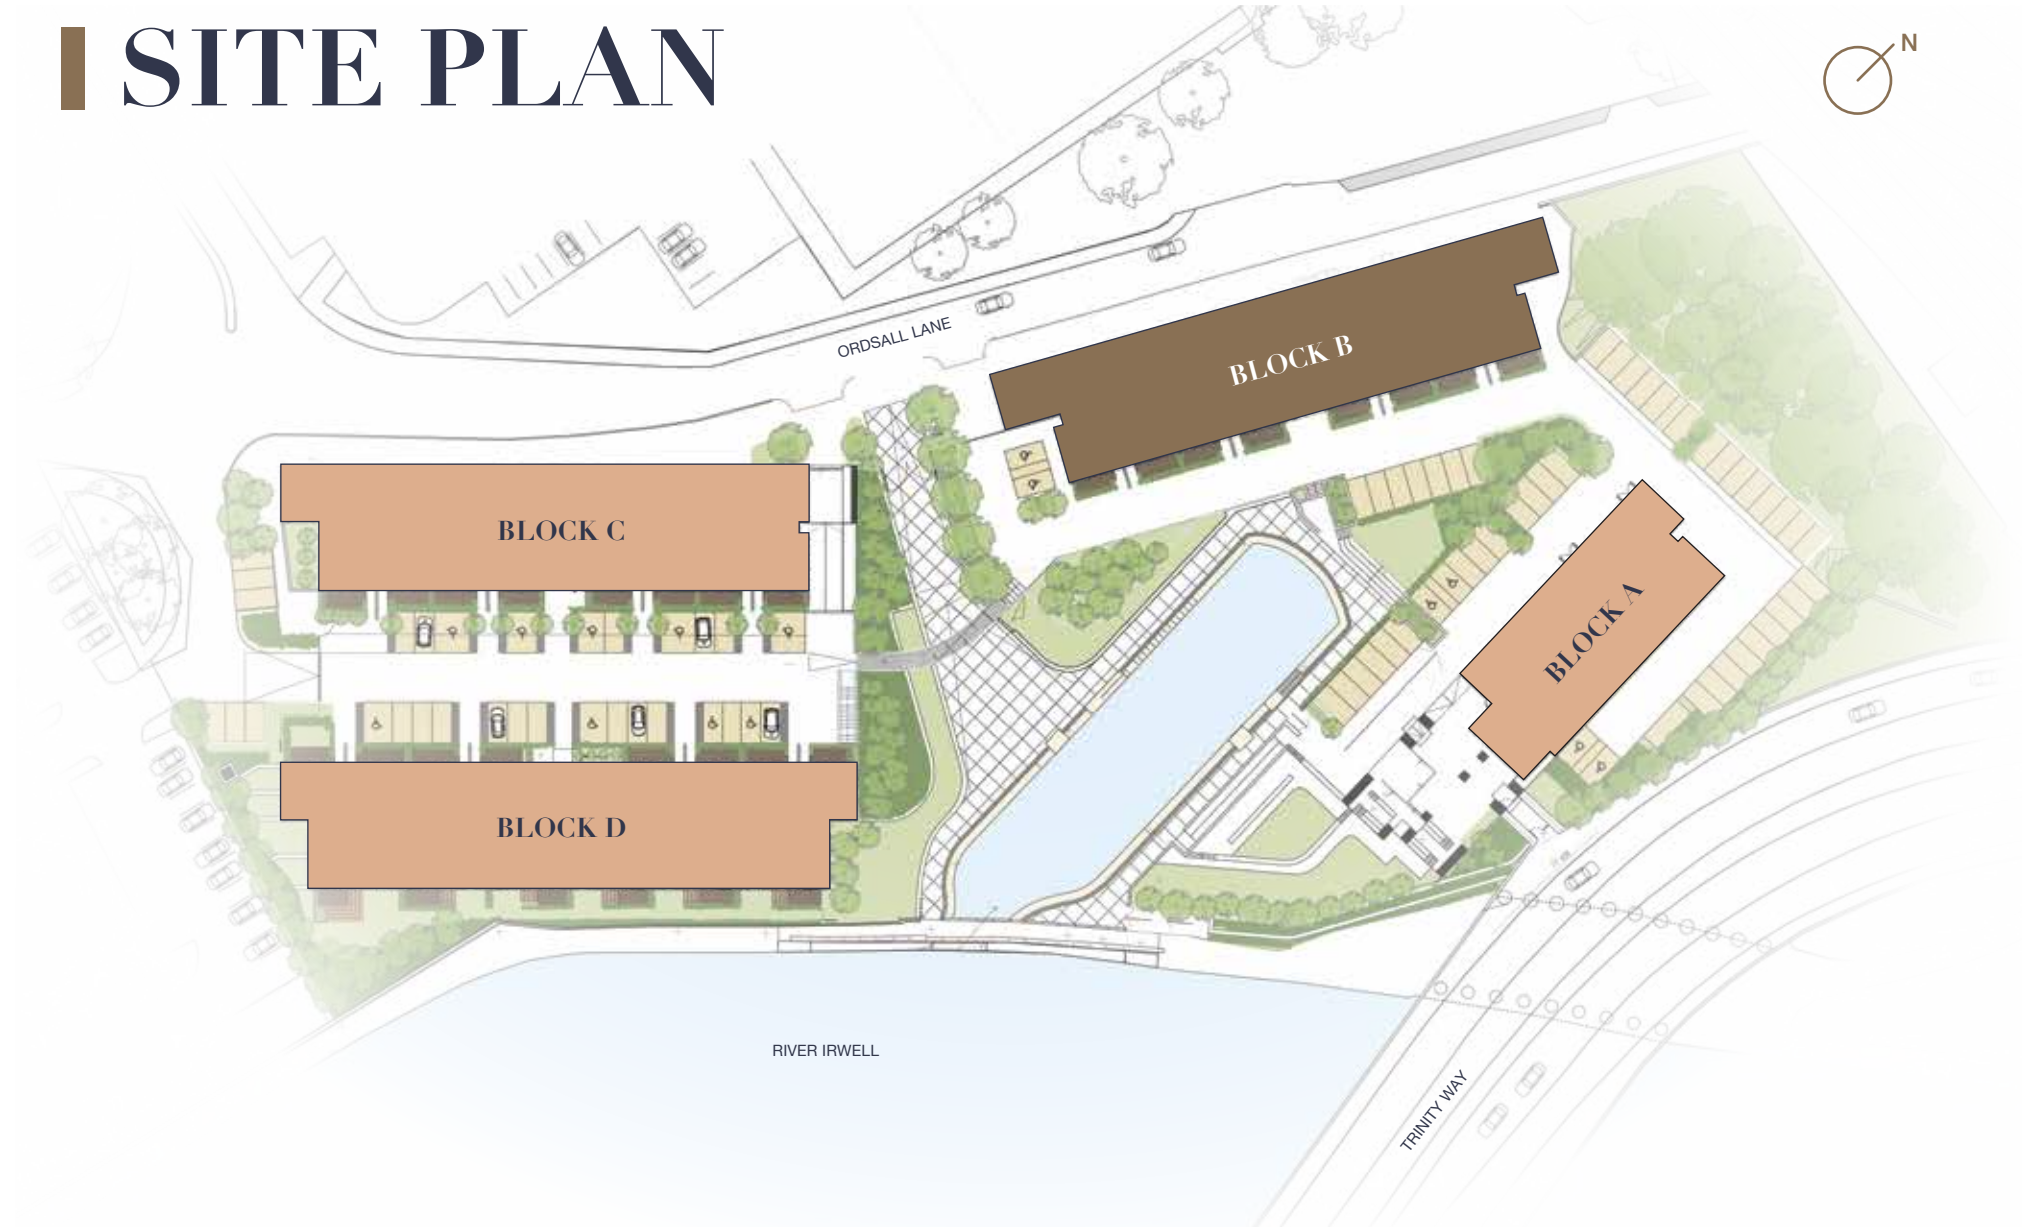 SITE PLAN
N
ORDSALL LANE
BLOCK B
BLOCK C
BLOCK A
BLOCK D
RIVER IRWELL
TRINITY WAY